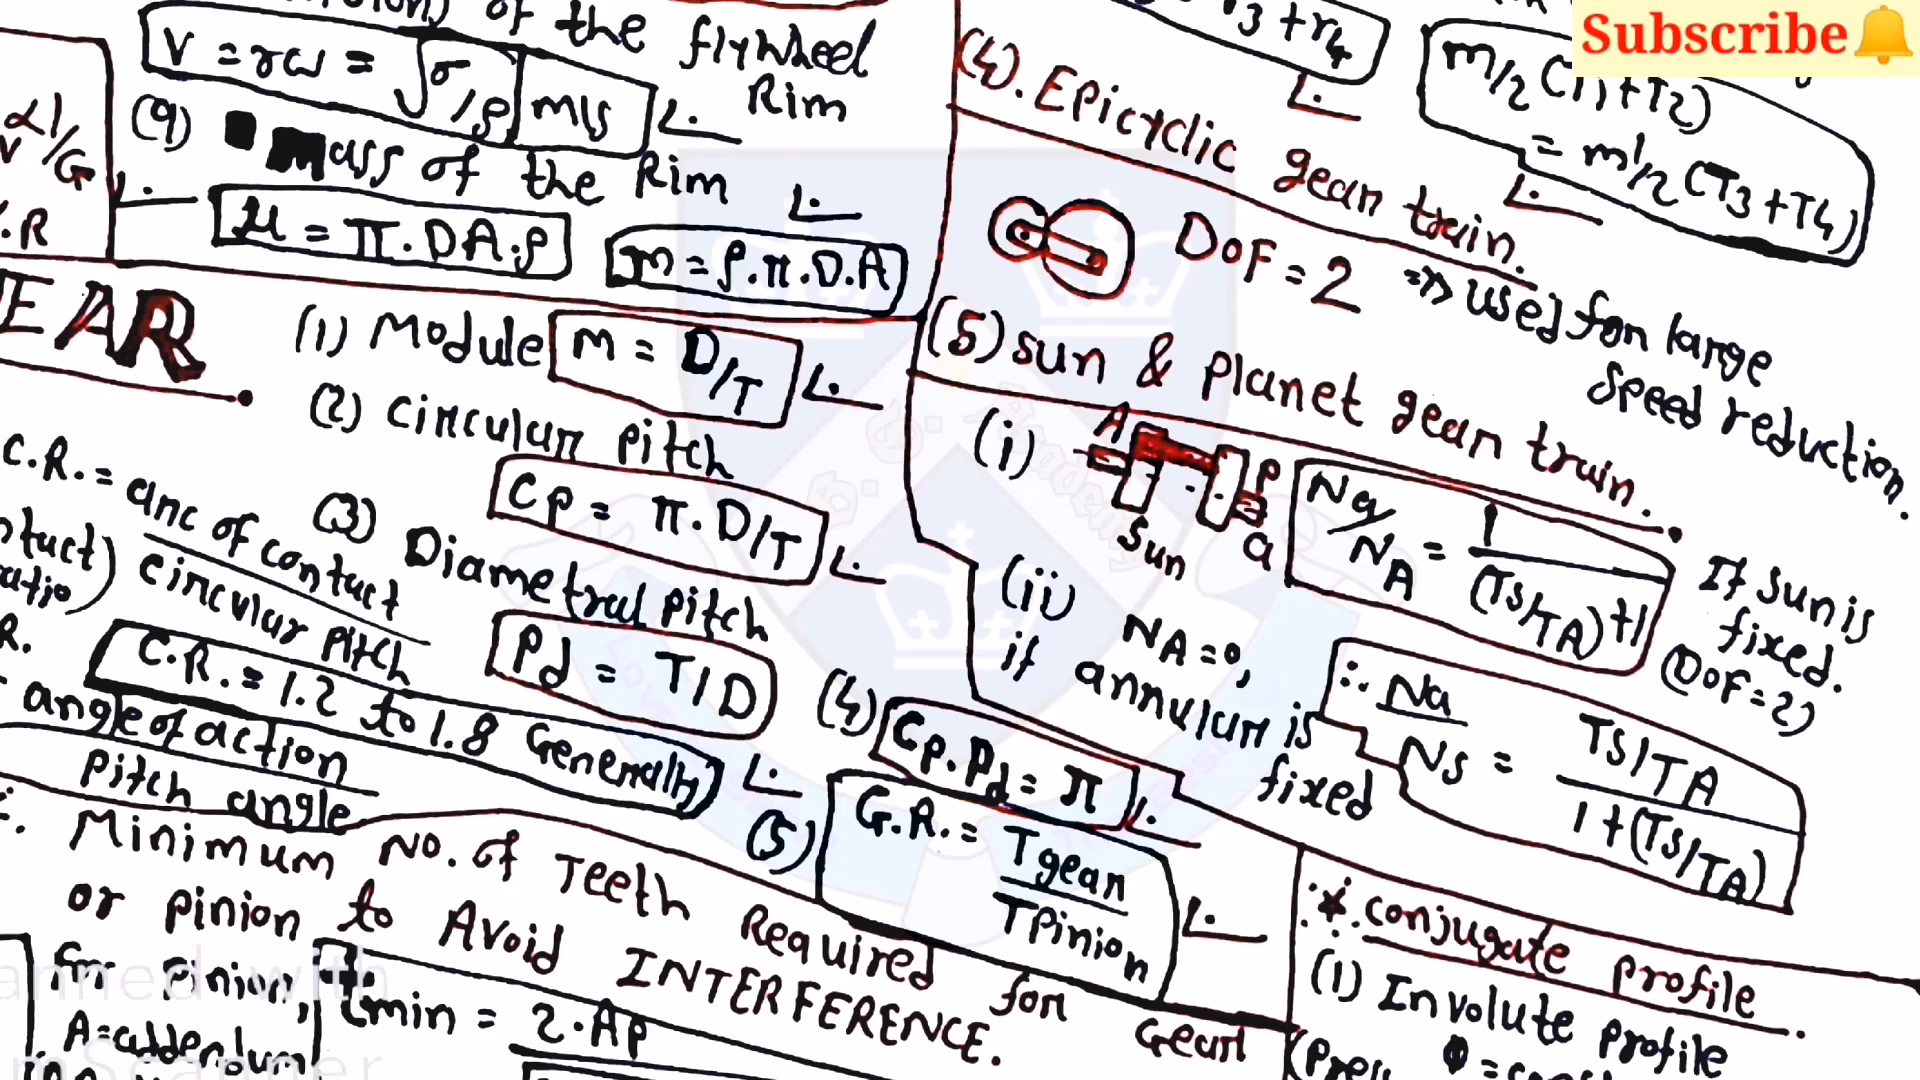 of the flywheel
Rim
V = rω = √σ/ρ m/s
(9) mass of the Rim
μ = π.DA.ρ
m = ρ.π.D.A
α 1/G
.R
EAR
(1) Module m = D/T
(2) circular pitch
CP = π.D/T
(3) Diametral pitch
Pd = T/D
(4) Cp.Pd = π
(5) G.R. = Tgear
Tpinion
C.R. = arc of contact
circular pitch
C.R. = 1.2 to 1.8 Generally
angle of action
pitch angle
Minimum NO. of Teeth Required for Gear
or pinion to Avoid INTERFERENCE.
for Pinion,
A=addendum
tmin = 2.Ap
r3 + r4
m/2 (T1+T2)
= m'/2 (T3+T4)
Subscribe
(4). Epicyclic gear train.
DOF = 2 => used for large
speed reduction.
(5) sun & planet gear train.
(i) A P
Sun a
Na/NA = 1
(TS/TA)+1
If sun is
fixed.
(DOF=2)
(ii) NA=0,
if annular is
fixed
∴ Na = TS/TA
NS 1+(TS/TA)
conjugate profile
(1) Involute profile